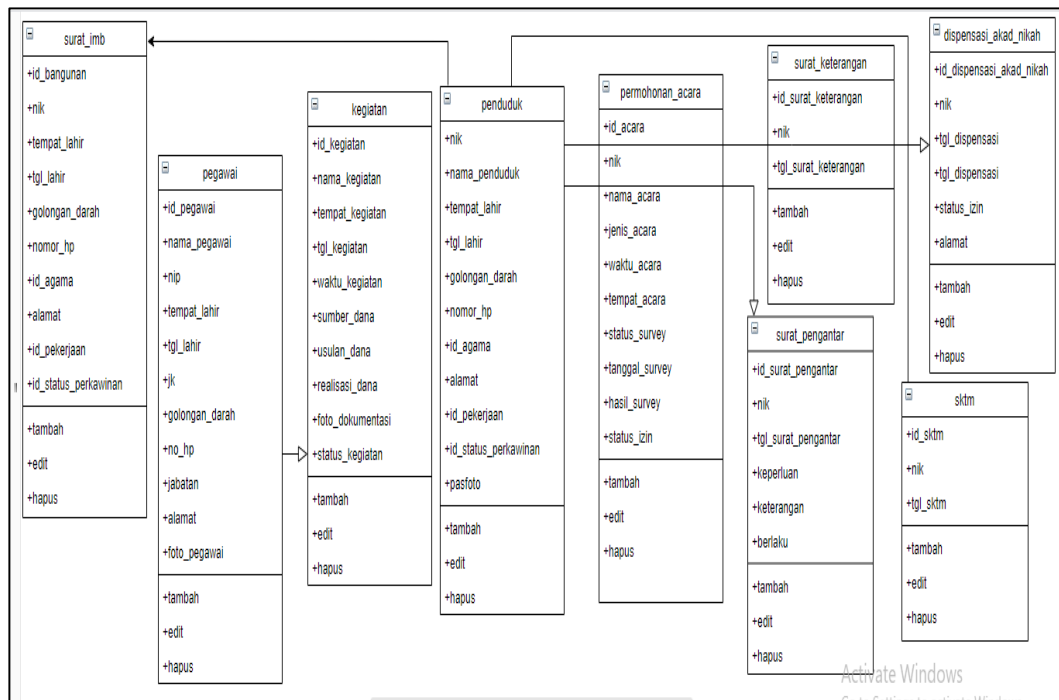 surat_imb
+id_bangunan
+nik
+tempat_lahir
+tgl_lahir
+golongan_darah
+nomor_hp
+id_agama
+alamat
+id_pekerjaan
+id_status_perkawinan
+tambah
+edit
+hapus
pegawai
+id_pegawai
+nama_pegawai
+nip
+tempat_lahir
+tgl_lahir
+jk
+golongan_darah
+no_hp
+jabatan
+alamat
+foto_pegawai
+tambah
+edit
+hapus
kegiatan
+id_kegiatan
+nama_kegiatan
+tempat_kegiatan
+tgl_kegiatan
+waktu_kegiatan
+sumber_dana
+usulan_dana
+realisasi_dana
+foto_dokumentasi
+status_kegiatan
+tambah
+edit
+hapus
penduduk
+nik
+nama_penduduk
+tempat_lahir
+tgl_lahir
+golongan_darah
+nomor_hp
+id_agama
+alamat
+id_pekerjaan
+id_status_perkawinan
+pasfoto
+tambah
+edit
+hapus
permohonan_acara
+id_acara
+nik
+nama_acara
+jenis_acara
+waktu_acara
+tempat_acara
+status_survey
+tanggal_survey
+hasil_survey
+status_izin
+tambah
+edit
+hapus
surat_keterangan
+id_surat_keterangan
+nik
+tgl_surat_keterangan
+tambah
+edit
+hapus
surat_pengantar
+id_surat_pengantar
+nik
+tgl_surat_pengantar
+keperluan
+keterangan
+berlaku
+tambah
+edit
+hapus
dispensasi_akad_nikah
+id_dispensasi_akad_nikah
+nik
+tgl_dispensasi
+tgl_dispensasi
+status_izin
+alamat
+tambah
+edit
+hapus
sktm
+id_sktm
+nik
+tgl_sktm
+tambah
+edit
+hapus
Activate Windows